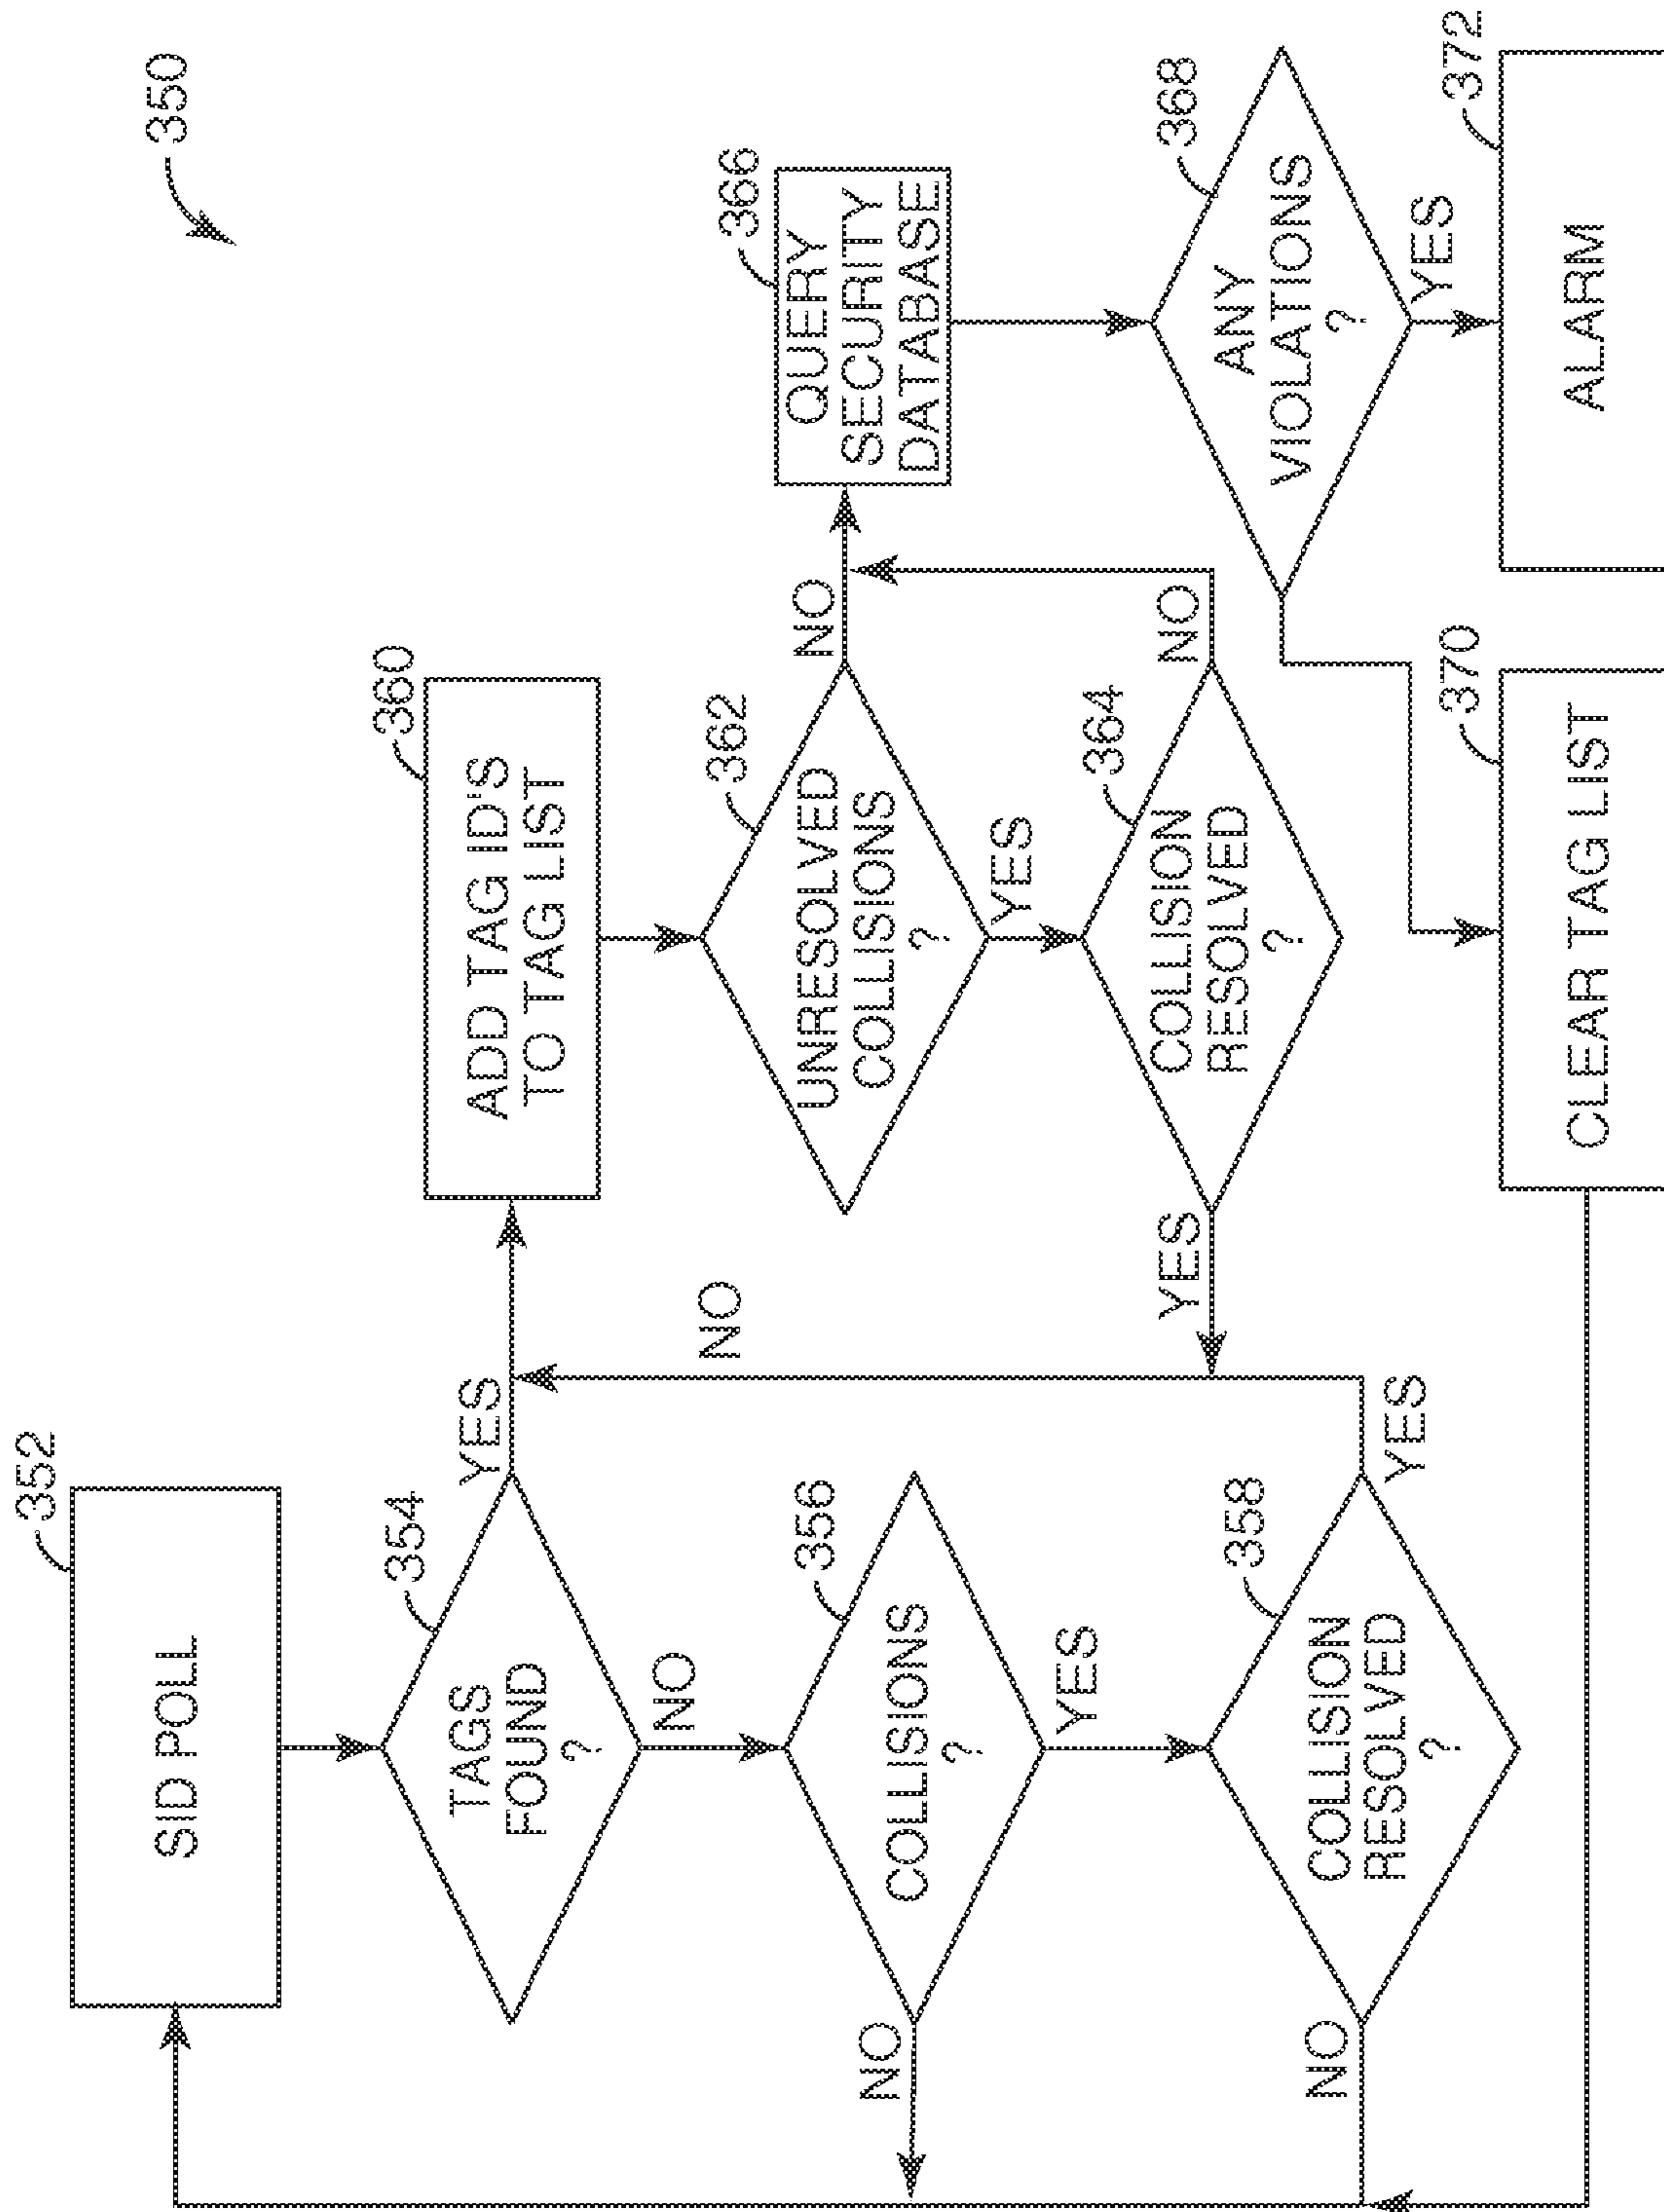 350
352
SID POLL
354
TAGS
FOUND
?
YES
NO
356
COLLISIONS
?
NO
YES
358
COLLISION
RESOLVED
?
NO
YES
NO
360
ADD TAG ID'S
TO TAG LIST
362
UNRESOLVED
COLLISIONS
?
NO
YES
364
COLLISION
RESOLVED
?
YES
NO
366
QUERY
SECURITY
DATABASE
368
ANY
VIOLATIONS
?
YES
370
CLEAR TAG LIST
372
ALARM